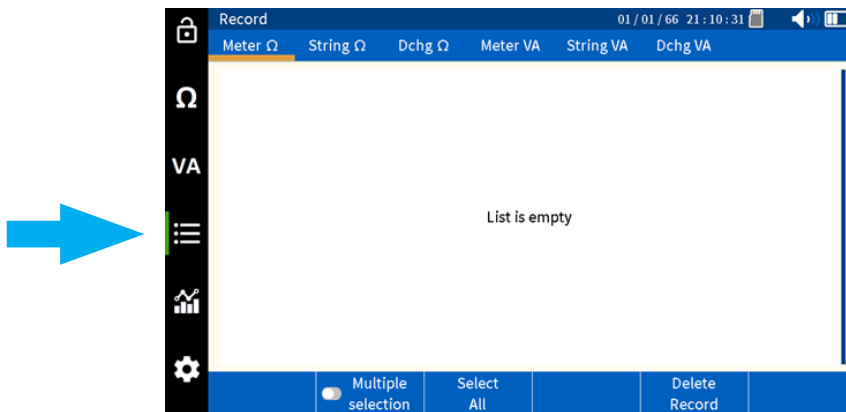 Record 01/01/66 21:10:31
Meter Ω String Ω Dchg Ω Meter VA String VA Dchg VA
Ω
VA
List is empty
Multiple selection
Select All
Delete Record